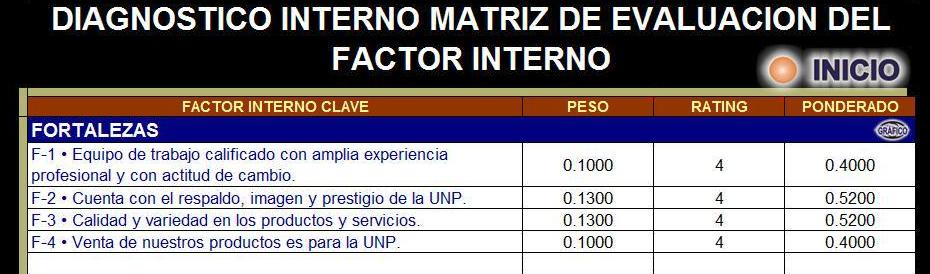 DIAGNOSTICO INTERNO MATRIZ DE EVALUACION DEL
FACTOR INTERNO
INICIO
FACTOR INTERNO CLAVE PESO RATING PONDERADO
FORTALEZAS GRÁFICO
F-1 • Equipo de trabajo calificado con amplia experiencia
profesional y con actitud de cambio. 0.1000 4 0.4000
F-2 • Cuenta con el respaldo, imagen y prestigio de la UNP. 0.1300 4 0.5200
F-3 • Calidad y variedad en los productos y servicios. 0.1300 4 0.5200
F-4 • Venta de nuestros productos es para la UNP. 0.1000 4 0.4000